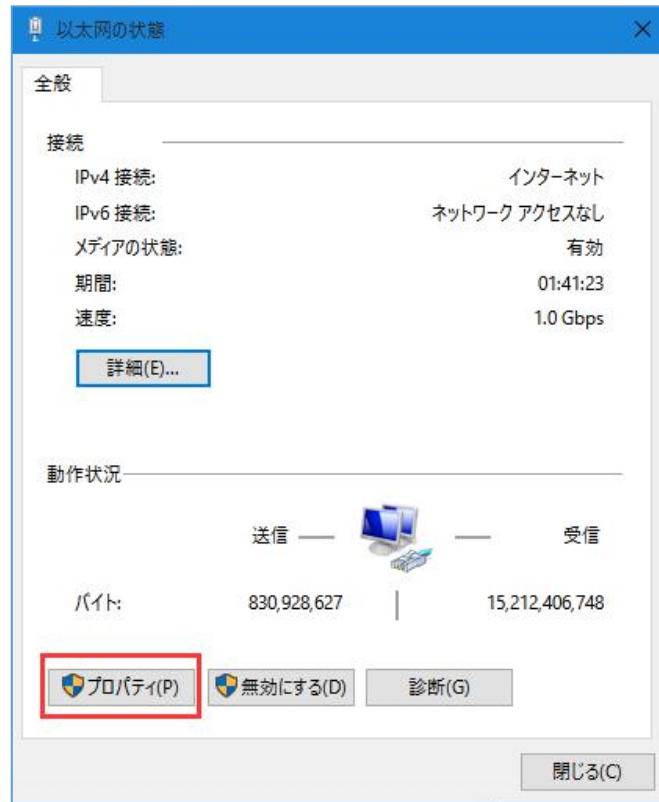 以太网の状態
全般
接続
IPv4 接続: インターネット
IPv6 接続: ネットワーク アクセスなし
メディアの状態: 有効
期間: 01:41:23
速度: 1.0 Gbps
詳細(E)...
動作状況
送信 受信
バイト: 830,928,627 15,212,406,748
プロパティ(P) 無効にする(D) 診断(G)
閉じる(C)